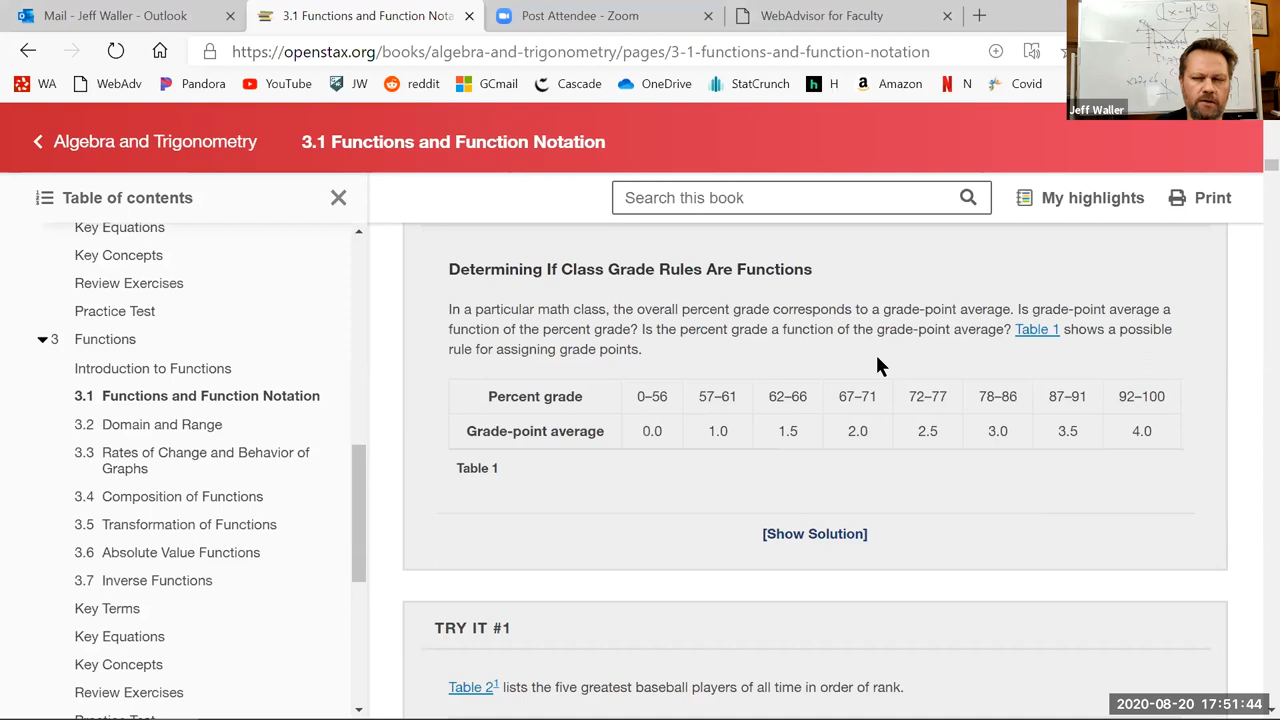 Mail - Jeff Waller - Outlook
3.1 Functions and Function Nota
Post Attendee - Zoom
WebAdvisor for Faculty
https://openstax.org/books/algebra-and-trigonometry/pages/3-1-functions-and-function-notation
WA WebAdv Pandora YouTube JW reddit GCmail Cascade OneDrive StatCrunch H Amazon N Covid
Jeff Waller
Algebra and Trigonometry
3.1 Functions and Function Notation
Table of contents
Search this book
My highlights
Print
Key Equations
Key Concepts
Review Exercises
Practice Test
3 Functions
Introduction to Functions
3.1 Functions and Function Notation
3.2 Domain and Range
3.3 Rates of Change and Behavior of
Graphs
3.4 Composition of Functions
3.5 Transformation of Functions
3.6 Absolute Value Functions
3.7 Inverse Functions
Key Terms
Key Equations
Key Concepts
Review Exercises
Practice Test
Determining If Class Grade Rules Are Functions
In a particular math class, the overall percent grade corresponds to a grade-point average. Is grade-point average a
function of the percent grade? Is the percent grade a function of the grade-point average? Table 1 shows a possible
rule for assigning grade points.
Percent grade 0–56 57–61 62–66 67–71 72–77 78–86 87–91 92–100
Grade-point average 0.0 1.0 1.5 2.0 2.5 3.0 3.5 4.0
Table 1
[Show Solution]
TRY IT #1
Table 2¹ lists the five greatest baseball players of all time in order of rank.
2020-08-20 17:51:44